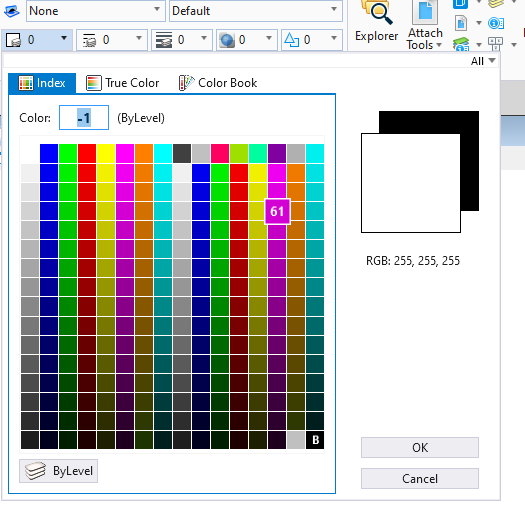 None Default
0 0 0 0 0
Explorer Attach
Tools
All
Index True Color Color Book
Color: -1 (ByLevel)
61
RGB: 255, 255, 255
B
OK
ByLevel
Cancel